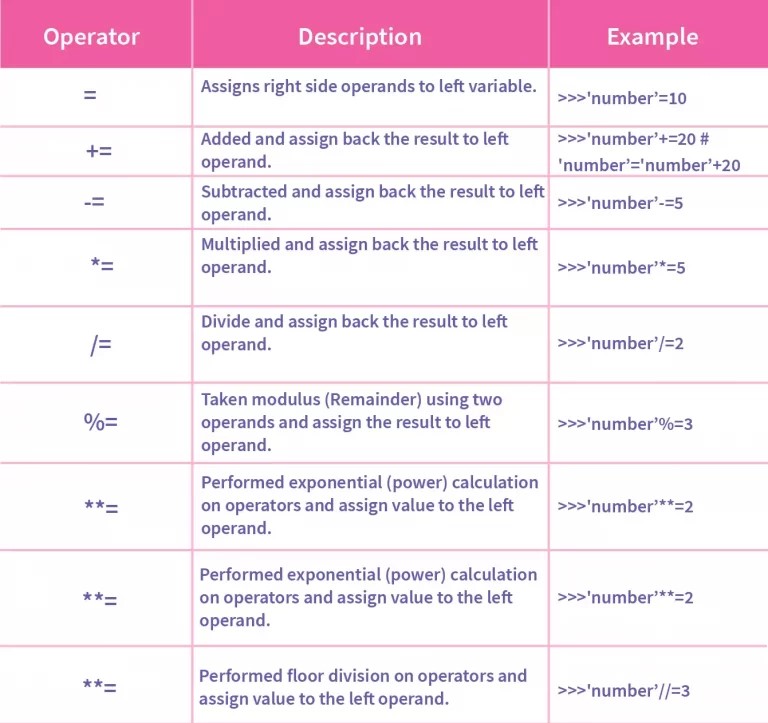 Operator Description Example
= Assigns right side operands to left variable. >>>'number’=10
+= Added and assign back the result to left >>>'number’+=20 #
operand. 'number’='number’+20
-= Subtracted and assign back the result to left >>>'number’-=5
operand.
*= Multiplied and assign back the result to left >>>'number’*=5
operand.
/= Divide and assign back the result to left >>>'number’/=2
operand.
%= Taken modulus (Remainder) using two >>>'number’%=3
operands and assign the result to left
operand.
**= Performed exponential (power) calculation >>>'number’**=2
on operators and assign value to the left
operand.
**= Performed exponential (power) calculation >>>'number’**=2
on operators and assign value to the left
operand.
**= Performed floor division on operators and >>>'number’//=3
assign value to the left operand.